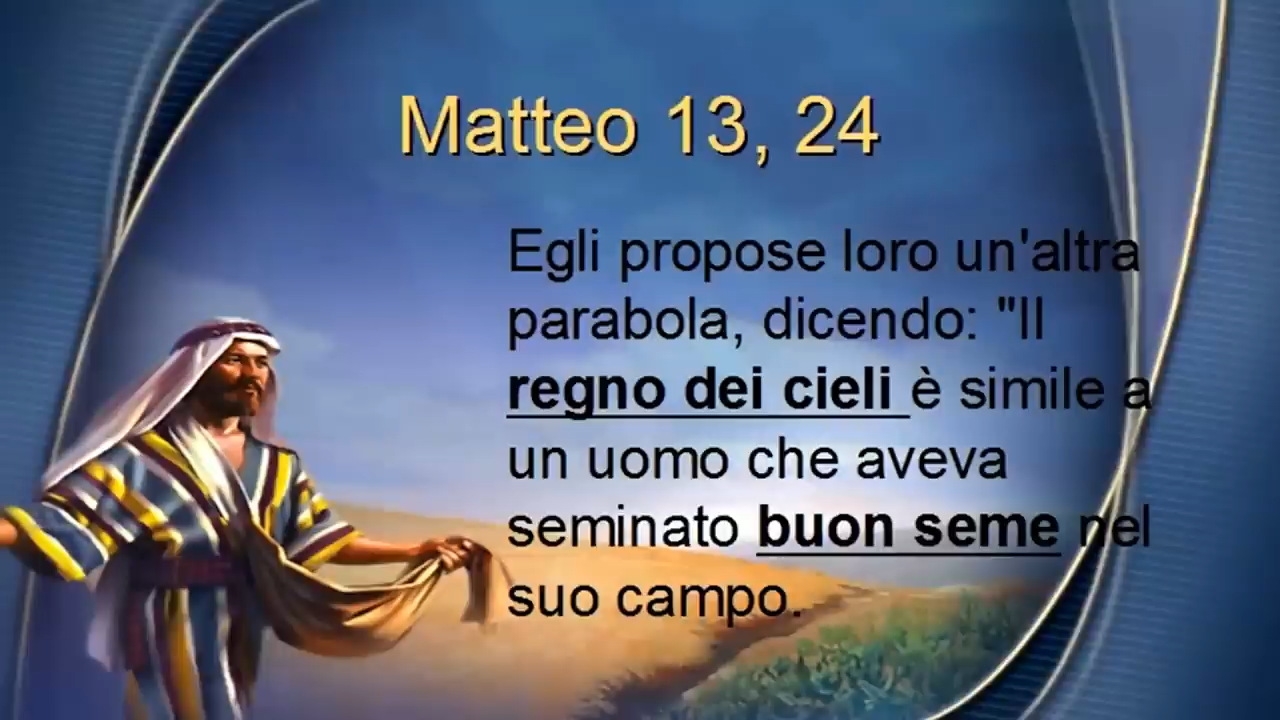 Matteo 13, 24
Egli propose loro un'altra
parabola, dicendo: "Il
regno dei cieli è simile a
un uomo che aveva
seminato buon seme nel
suo campo.